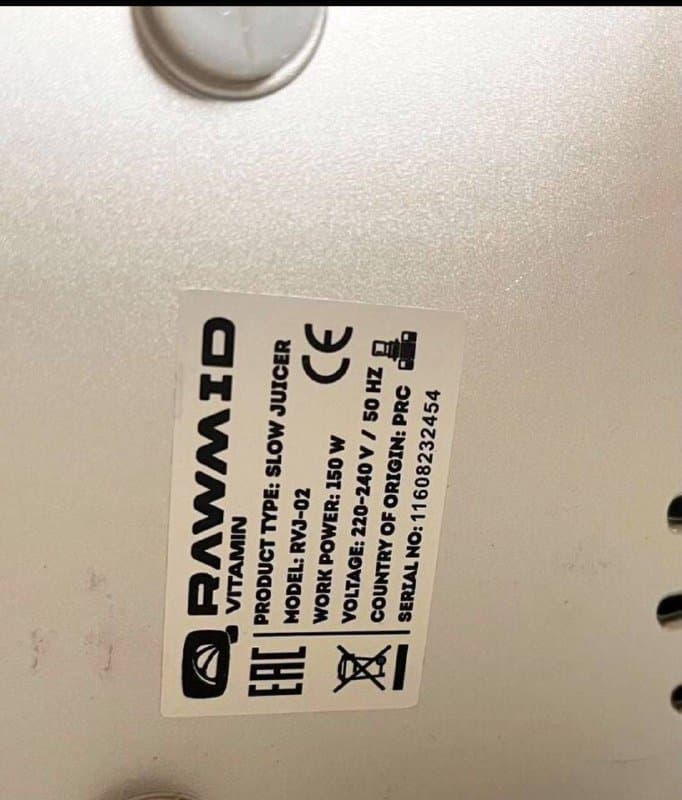 RAWMID
VITAMIN
PRODUCT TYPE: SLOW JUICER
MODEL: RVJ-02
WORK POWER: 150 W
VOLTAGE: 220-240 V / 50 HZ
COUNTRY OF ORIGIN: PRC
SERIAL NO: 11608232454
EAC
CE